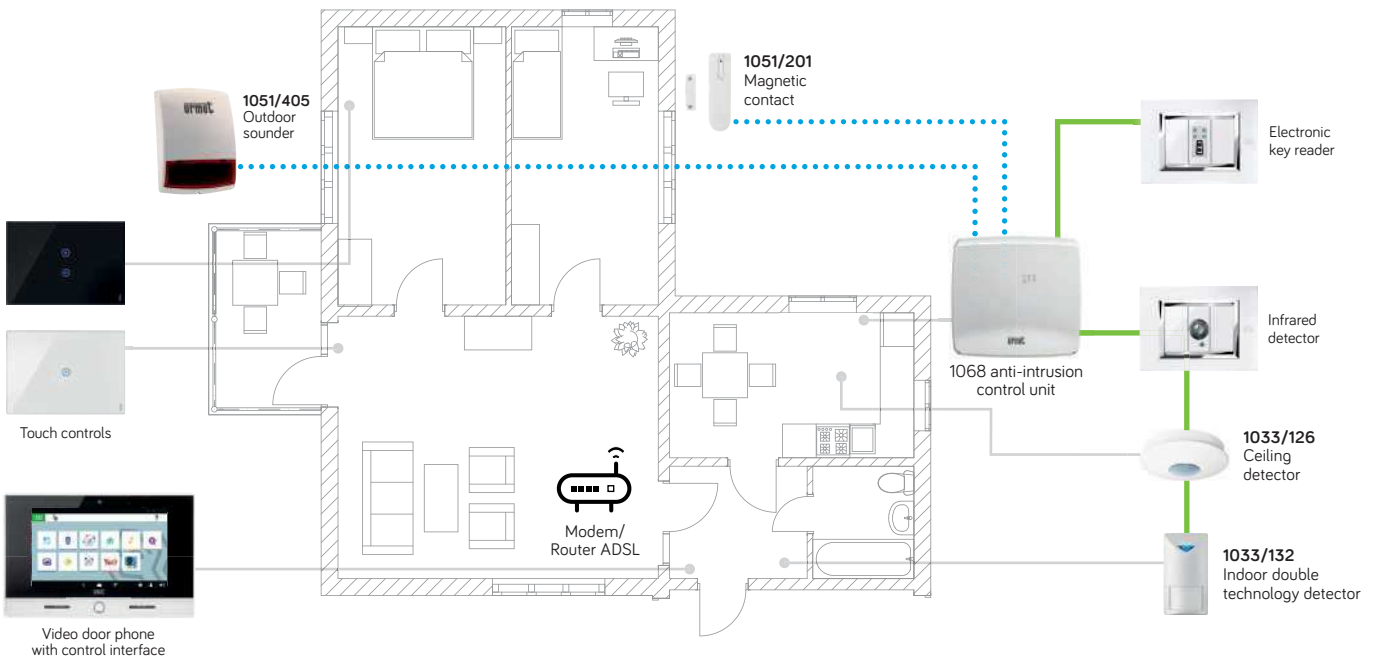 1051/405
Outdoor
sounder
urmet
1051/201
Magnetic
contact
Electronic
key reader
1068 anti-intrusion
control unit
urmet
Infrared
detector
Touch controls
1033/126
Ceiling
detector
Modem/
Router ADSL
1033/132
Indoor double
technology detector
Video door phone
with control interface